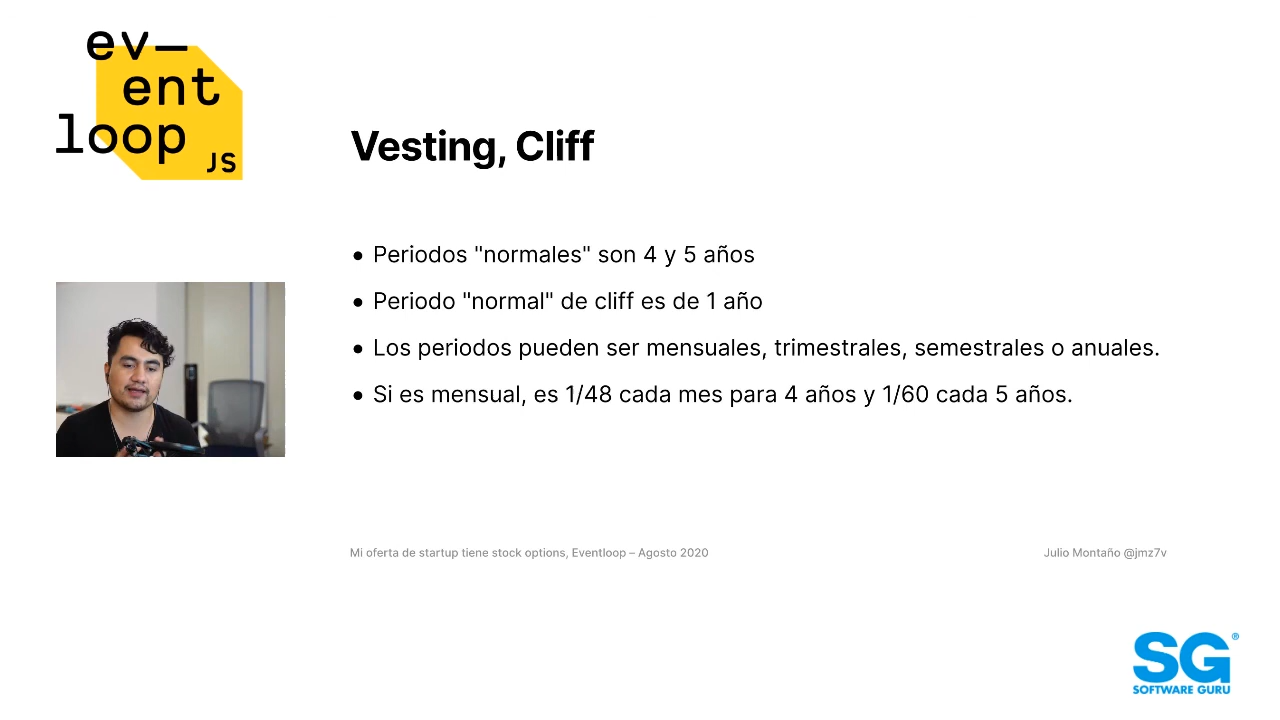 ev—
ent
loop
JS
Vesting, Cliff
• Periodos "normales" son 4 y 5 años
• Periodo "normal" de cliff es de 1 año
• Los periodos pueden ser mensuales, trimestrales, semestrales o anuales.
• Si es mensual, es 1/48 cada mes para 4 años y 1/60 cada 5 años.
Mi oferta de startup tiene stock options, Eventloop – Agosto 2020
Julio Montaño @jmz7v
SG®
SOFTWARE GURU